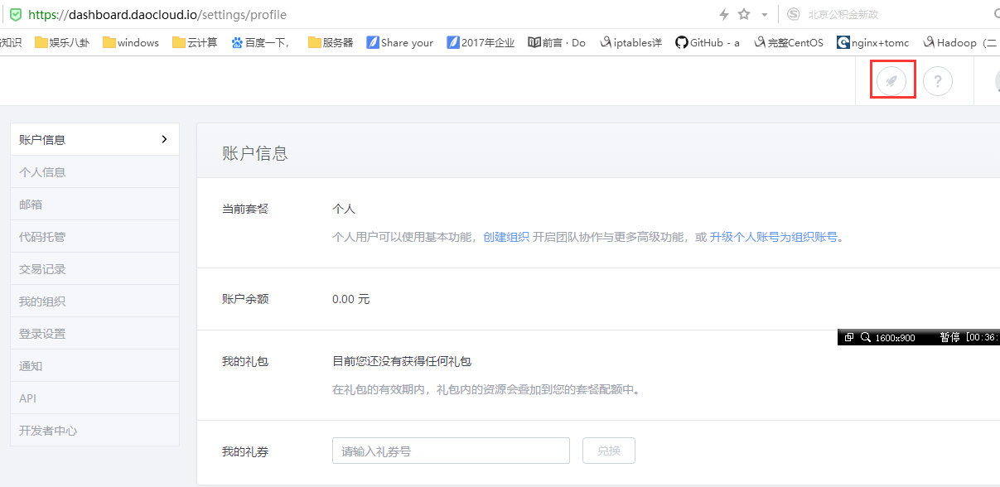 https://dashboard.daocloud.io/settings/profile
北京公积金新政
知识 娱乐八卦 windows 云计算 百度一下, 服务器 Share your 2017年企业 前言 · Do iptables详 GitHub - a 完整CentOS nginx+tomc Hadoop（二
?
账户信息
个人信息
邮箱
代码托管
交易记录
我的组织
登录设置
通知
API
开发者中心
账户信息
当前套餐 个人
个人用户可以使用基本功能，创建组织 开启团队协作与更多高级功能，或 升级个人账号为组织账号。
账户余额 0.00 元
1600x900 暂停 [00:36:
我的礼包 目前您还没有获得任何礼包
在礼包的有效期内，礼包内的资源会叠加到您的套餐配额中。
我的礼券 请输入礼券号 兑换